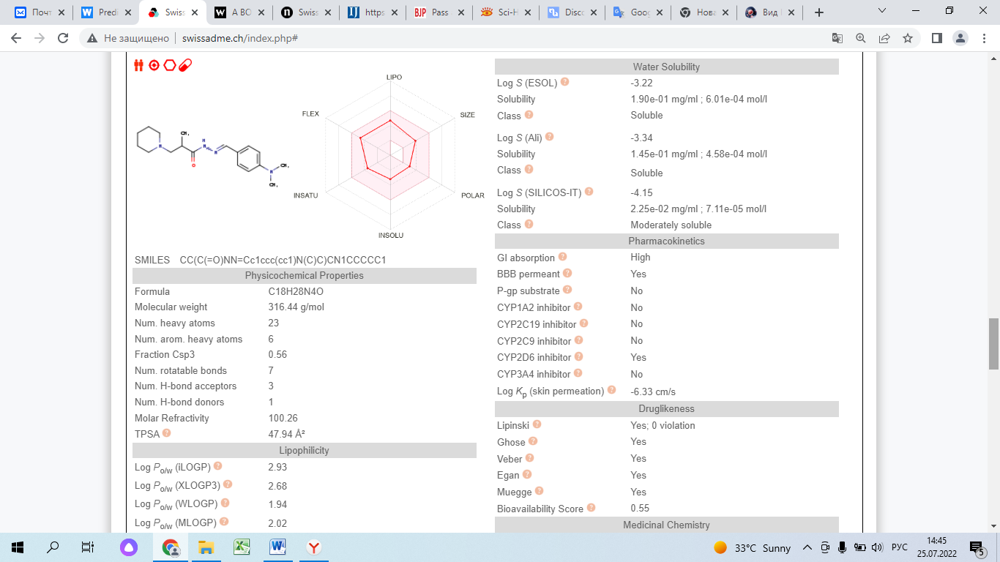 Почт
Predi
Swiss
A BO
Swiss
https
Pass
Sci-H
Disco
Goog
Нова
Вид
Не защищено
swissadme.ch/index.php#
LIPO
FLEX
SIZE
INSATU
POLAR
INSOLU
SMILES CC(C(=O)NN=Cc1ccc(cc1)N(C)C)CN1CCCCC1
Physicochemical Properties
Formula C18H28N4O
Molecular weight 316.44 g/mol
Num. heavy atoms 23
Num. arom. heavy atoms 6
Fraction Csp3 0.56
Num. rotatable bonds 7
Num. H-bond acceptors 3
Num. H-bond donors 1
Molar Refractivity 100.26
TPSA ? 47.94 Å²
Lipophilicity
Log Po/w (iLOGP) ? 2.93
Log Po/w (XLOGP3) ? 2.68
Log Po/w (WLOGP) ? 1.94
Log Po/w (MLOGP) ? 2.02
Water Solubility
Log S (ESOL) ? -3.22
Solubility 1.90e-01 mg/ml ; 6.01e-04 mol/l
Class ? Soluble
Log S (Ali) ? -3.34
Solubility 1.45e-01 mg/ml ; 4.58e-04 mol/l
Class ? Soluble
Log S (SILICOS-IT) ? -4.15
Solubility 2.25e-02 mg/ml ; 7.11e-05 mol/l
Class ? Moderately soluble
Pharmacokinetics
GI absorption ? High
BBB permeant ? Yes
P-gp substrate ? No
CYP1A2 inhibitor ? No
CYP2C19 inhibitor ? No
CYP2C9 inhibitor ? No
CYP2D6 inhibitor ? Yes
CYP3A4 inhibitor ? No
Log Kp (skin permeation) ? -6.33 cm/s
Druglikeness
Lipinski ? Yes; 0 violation
Ghose ? Yes
Veber ? Yes
Egan ? Yes
Muegge ? Yes
Bioavailability Score ? 0.55
Medicinal Chemistry
33°C Sunny
РУС
14:45
25.07.2022
5